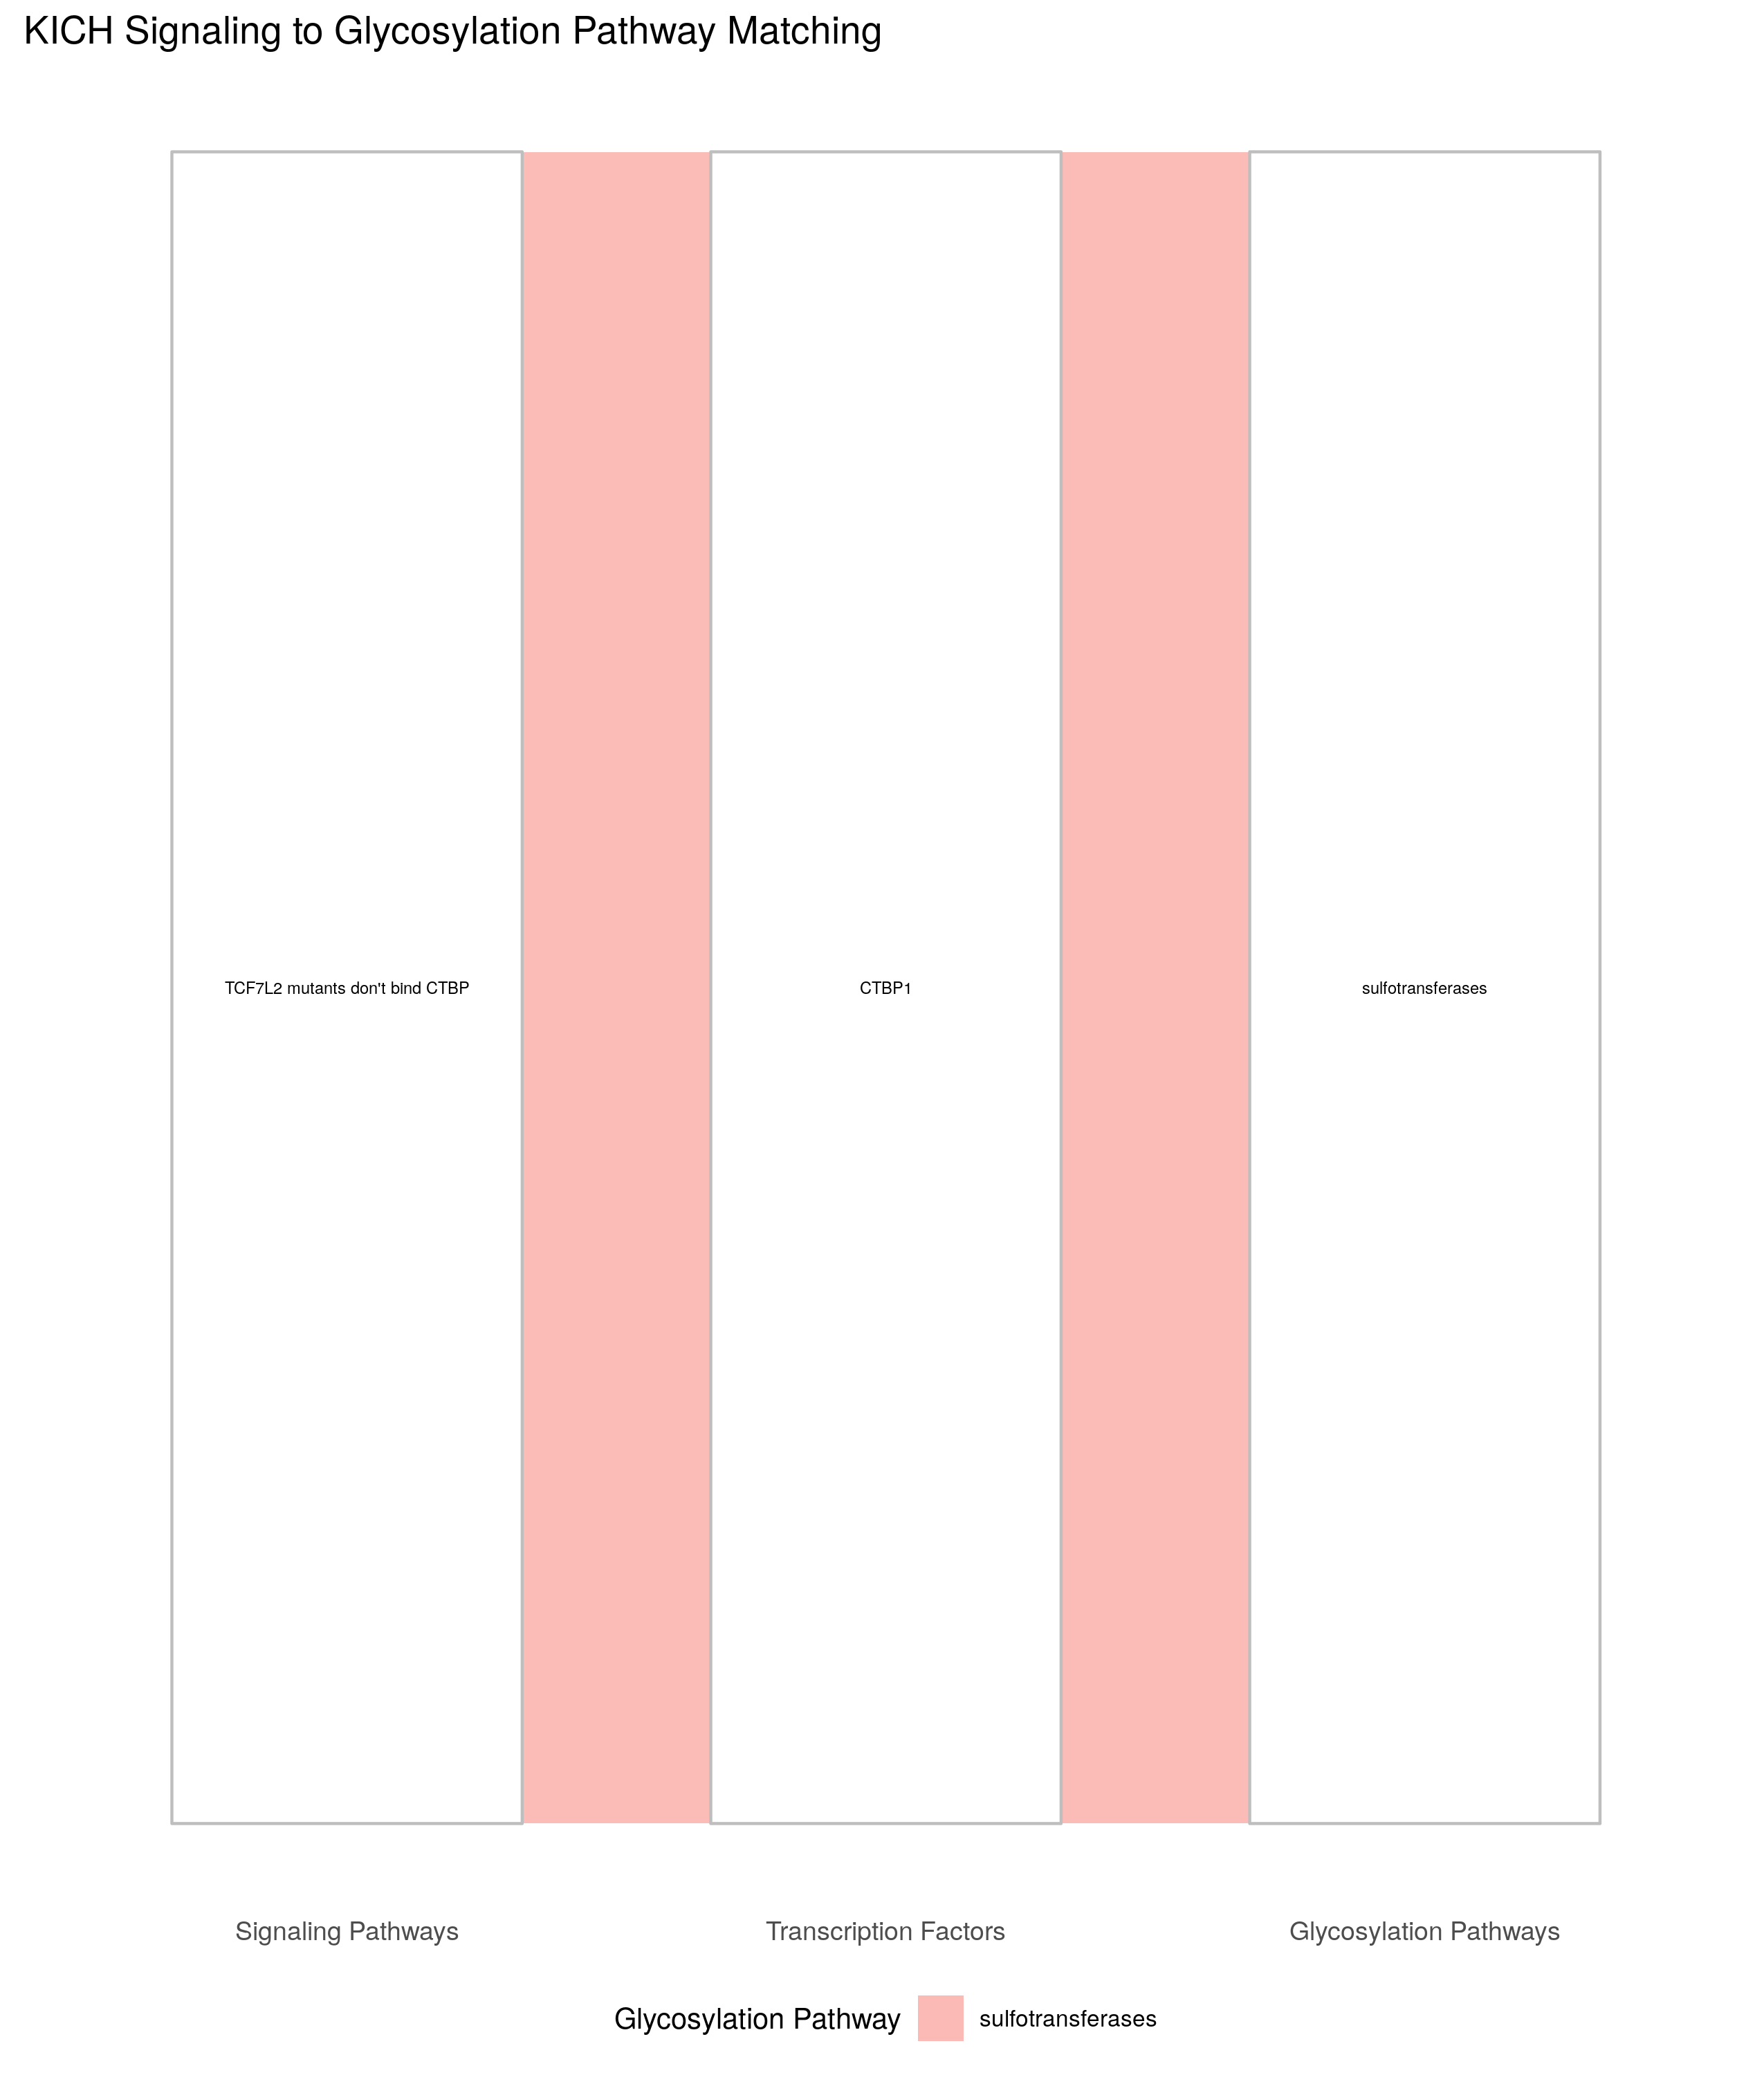 KICH Signaling to Glycosylation Pathway Matching
TCF7L2 mutants don't bind CTBP
CTBP1
sulfotransferases
Signaling Pathways
Transcription Factors
Glycosylation Pathways
Glycosylation Pathway
sulfotransferases